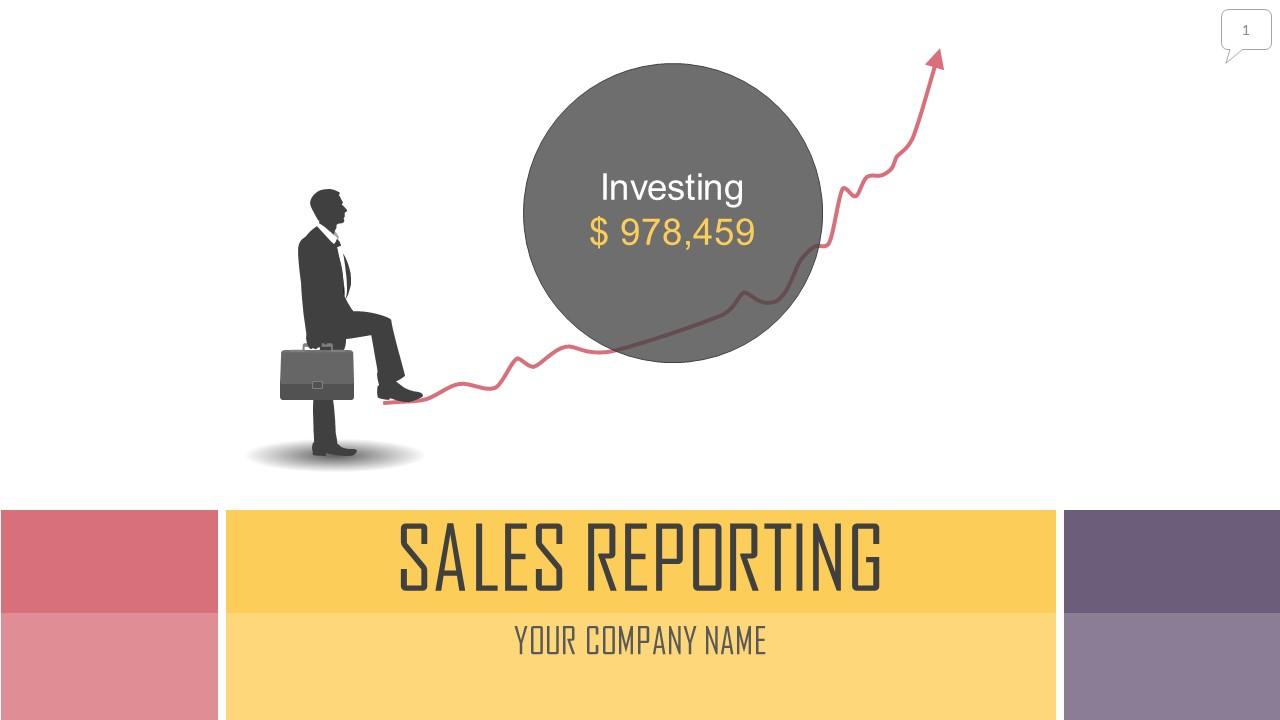 1
Investing
$ 978,459
SALES REPORTING
YOUR COMPANY NAME